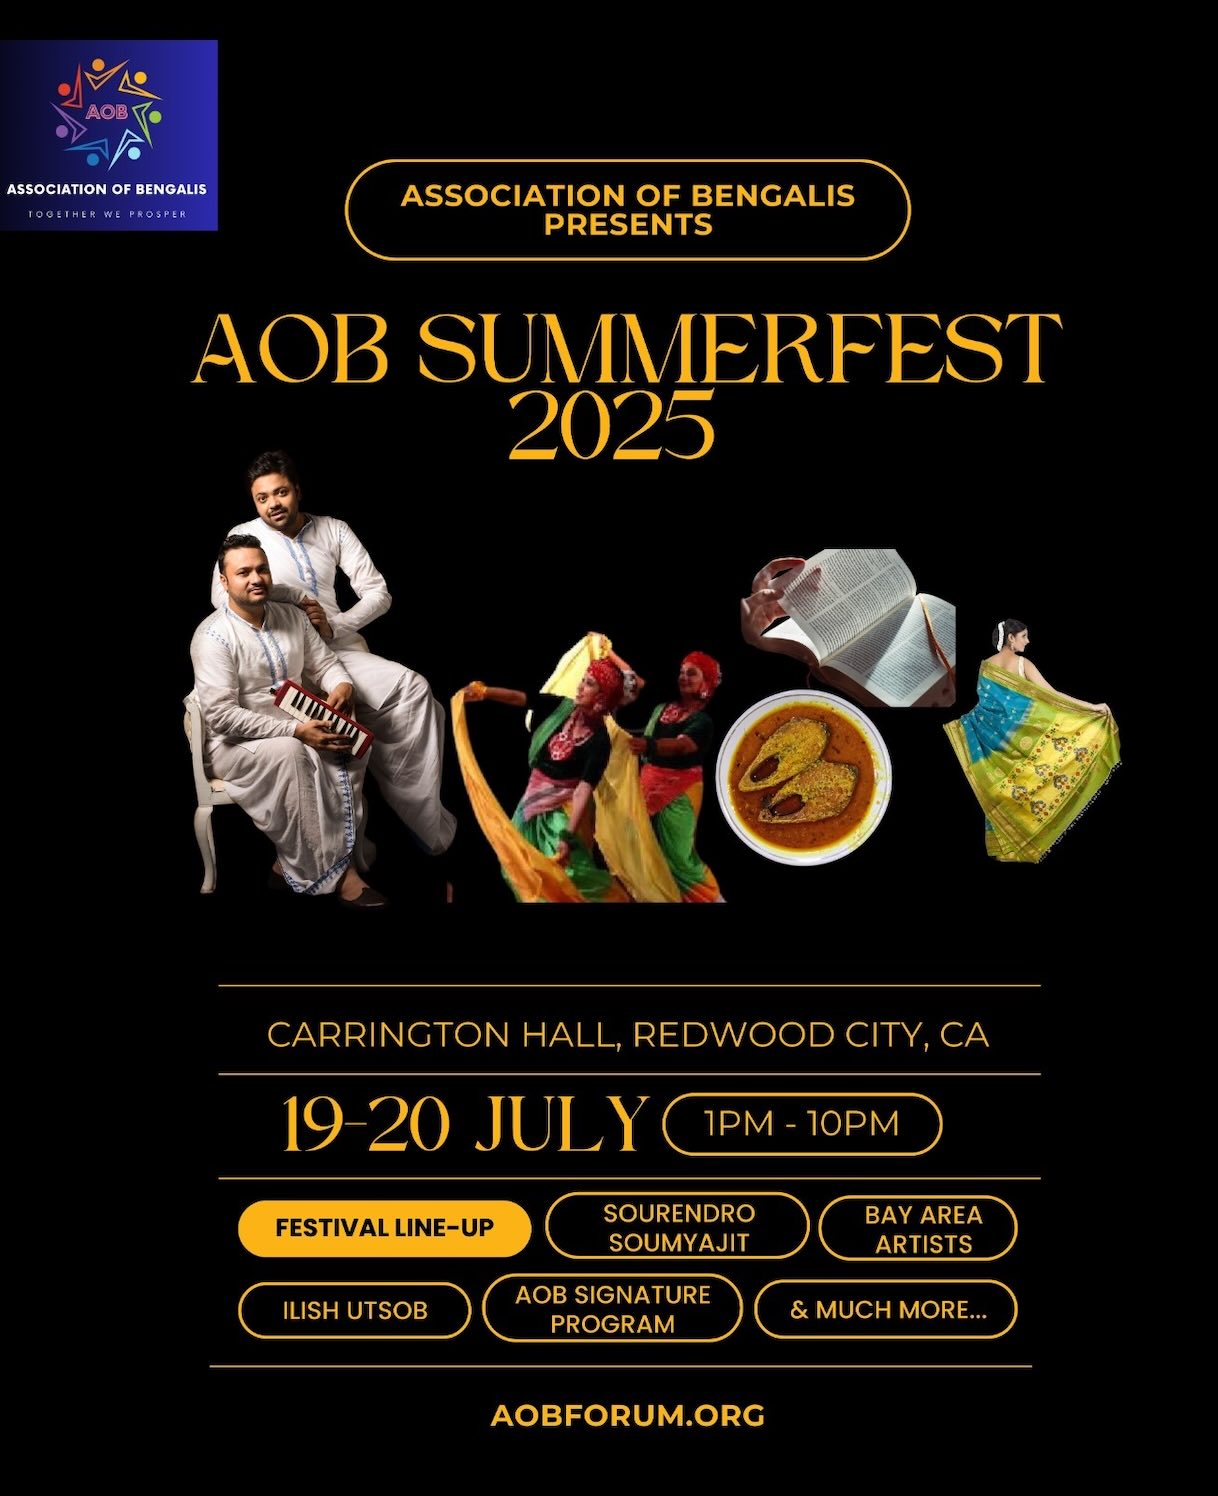 AOB
ASSOCIATION OF BENGALIS
TOGETHER WE PROSPER
ASSOCIATION OF BENGALIS
PRESENTS
AOB SUMMERFEST
2025
CARRINGTON HALL, REDWOOD CITY, CA
19-20 JULY 1PM - 10PM
FESTIVAL LINE-UP
SOURENDRO
SOUMYAJIT
BAY AREA
ARTISTS
ILISH UTSOB
AOB SIGNATURE
PROGRAM
& MUCH MORE...
AOBFORUM.ORG